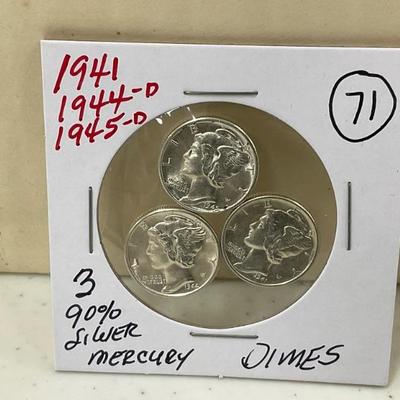 1941
1944-D
1945-D
71
3
90%
SILVER
MERCURY DIMES